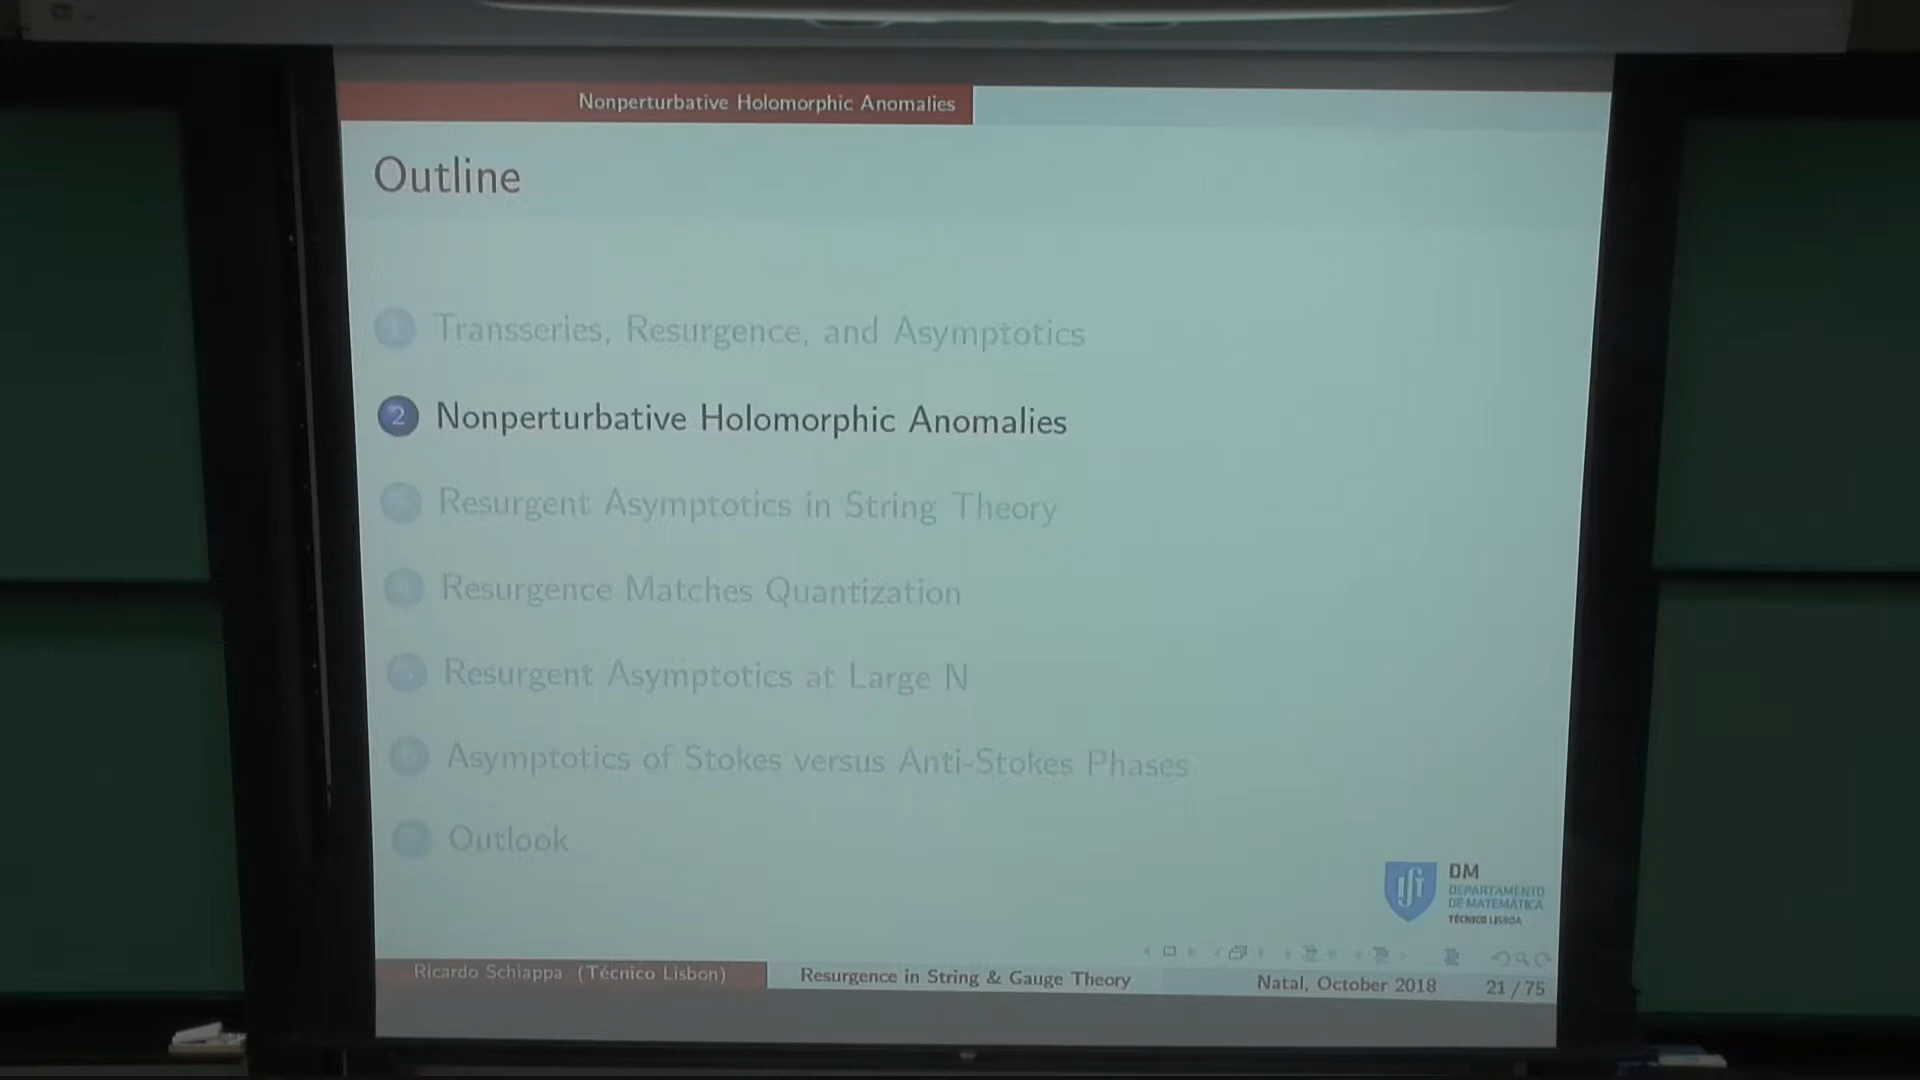 Nonperturbative Holomorphic Anomalies
Outline
1 Transseries, Resurgence, and Asymptotics
2 Nonperturbative Holomorphic Anomalies
Resurgent Asymptotics in String Theory
Resurgence Matches Quantization
Resurgent Asymptotics at Large N
Asymptotics of Stokes versus Anti-Stokes Phases
Outlook
DM
DEPARTAMENTO
DE MATEMÁTICA
TÉCNICO LISBOA
Ricardo Schiappa (Técnico Lisbon)
Resurgence in String & Gauge Theory
Natal, October 2018
21 / 75